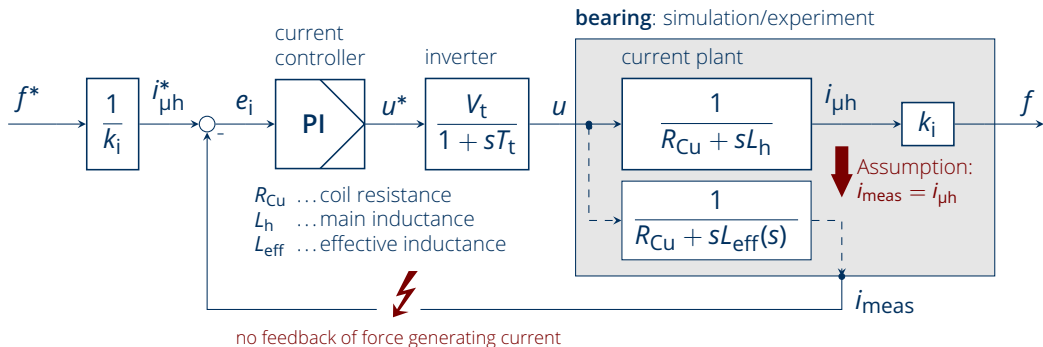 bearing: simulation/experiment
current
controller
inverter
current plant
f*
1
k_i
i*_μh
-
e_i
PI
u*
V_t
1 + sT_t
u
1
R_Cu + sL_h
i_μh
k_i
f
Assumption:
i_meas = i_μh
R_Cu …coil resistance
L_h …main inductance
L_eff …effective inductance
1
R_Cu + sL_eff(s)
i_meas
no feedback of force generating current